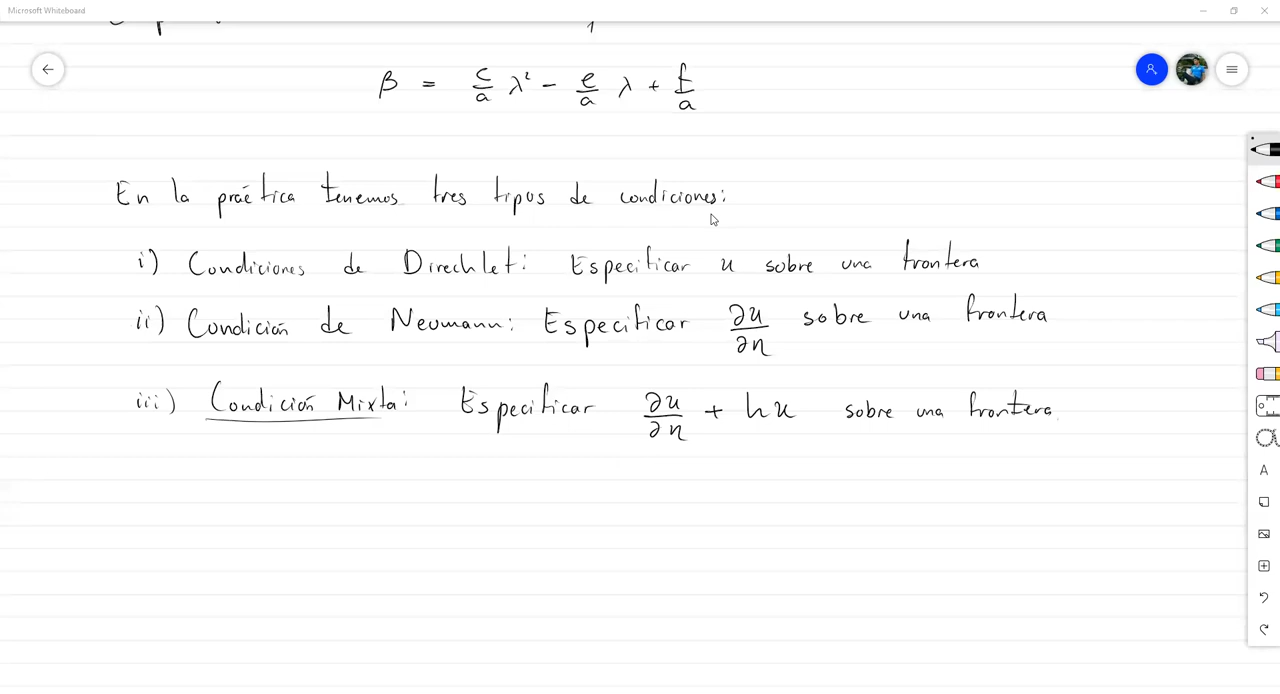 Microsoft Whiteboard
β = c/a λ² - e/a λ + f/a
En la práctica tenemos tres tipos de condiciones:
i) Condiciones de Direchlet: Especificar u sobre una frontera
ii) Condición de Neumann: Especificar ∂u/∂n sobre una frontera
iii) Condición Mixta: Especificar ∂u/∂n + hu sobre una frontera.
A